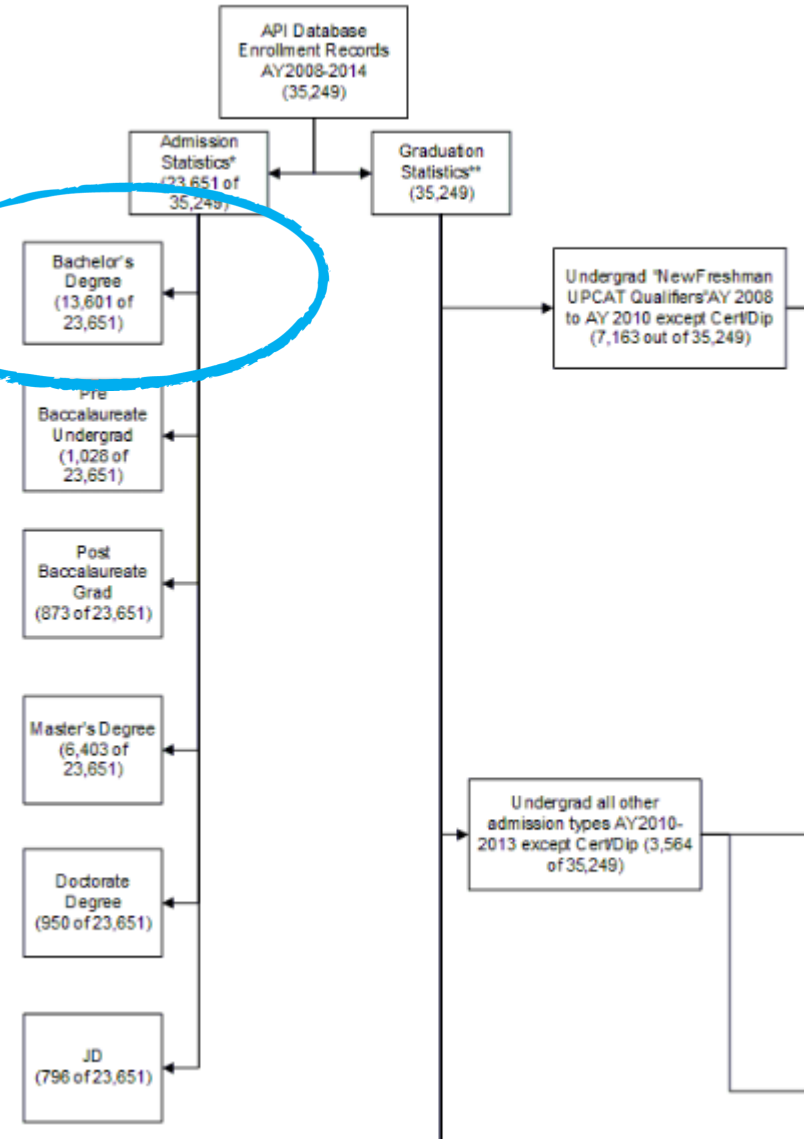 API Database
Enrollment Records
AY2008-2014
(35,249)
Admission
Statistics*
(23,651 of
35,249)
Graduation
Statistics**
(35,249)
Bachelor's
Degree
(13,601 of
23,651)
Undergrad "NewFreshman
UPCAT Qualifiers"AY 2008
to AY 2010 except Cert/Dip
(7,163 out of 35,249)
Pre
Baccalaureate
Undergrad
(1,028 of
23,651)
Post
Baccalaureate
Grad
(873 of 23,651)
Master's Degree
(6,403 of
23,651)
Undergrad all other
admission types AY2010-
2013 except Cert/Dip (3,564
of 35,249)
Doctorate
Degree
(950 of 23,651)
JD
(796 of 23,651)